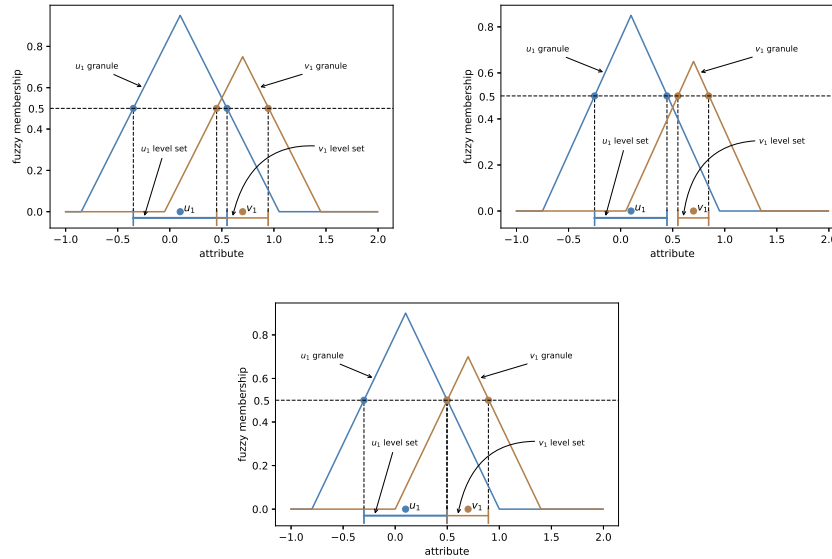 0.8
0.6
0.5
0.4
0.2
0.0
fuzzy membership
u₁ granule
v₁ granule
u₁ level set
v₁ level set
u₁
v₁
−1.0 −0.5 0.0 0.5 1.0 1.5 2.0
attribute
0.8
0.6
0.5
0.4
0.2
0.0
fuzzy membership
u₁ granule
v₁ granule
u₁ level set
v₁ level set
u₁
v₁
−1.0 −0.5 0.0 0.5 1.0 1.5 2.0
attribute
0.8
0.6
0.5
0.4
0.2
0.0
fuzzy membership
u₁ granule
v₁ granule
u₁ level set
v₁ level set
u₁
v₁
−1.0 −0.5 0.0 0.5 1.0 1.5 2.0
attribute